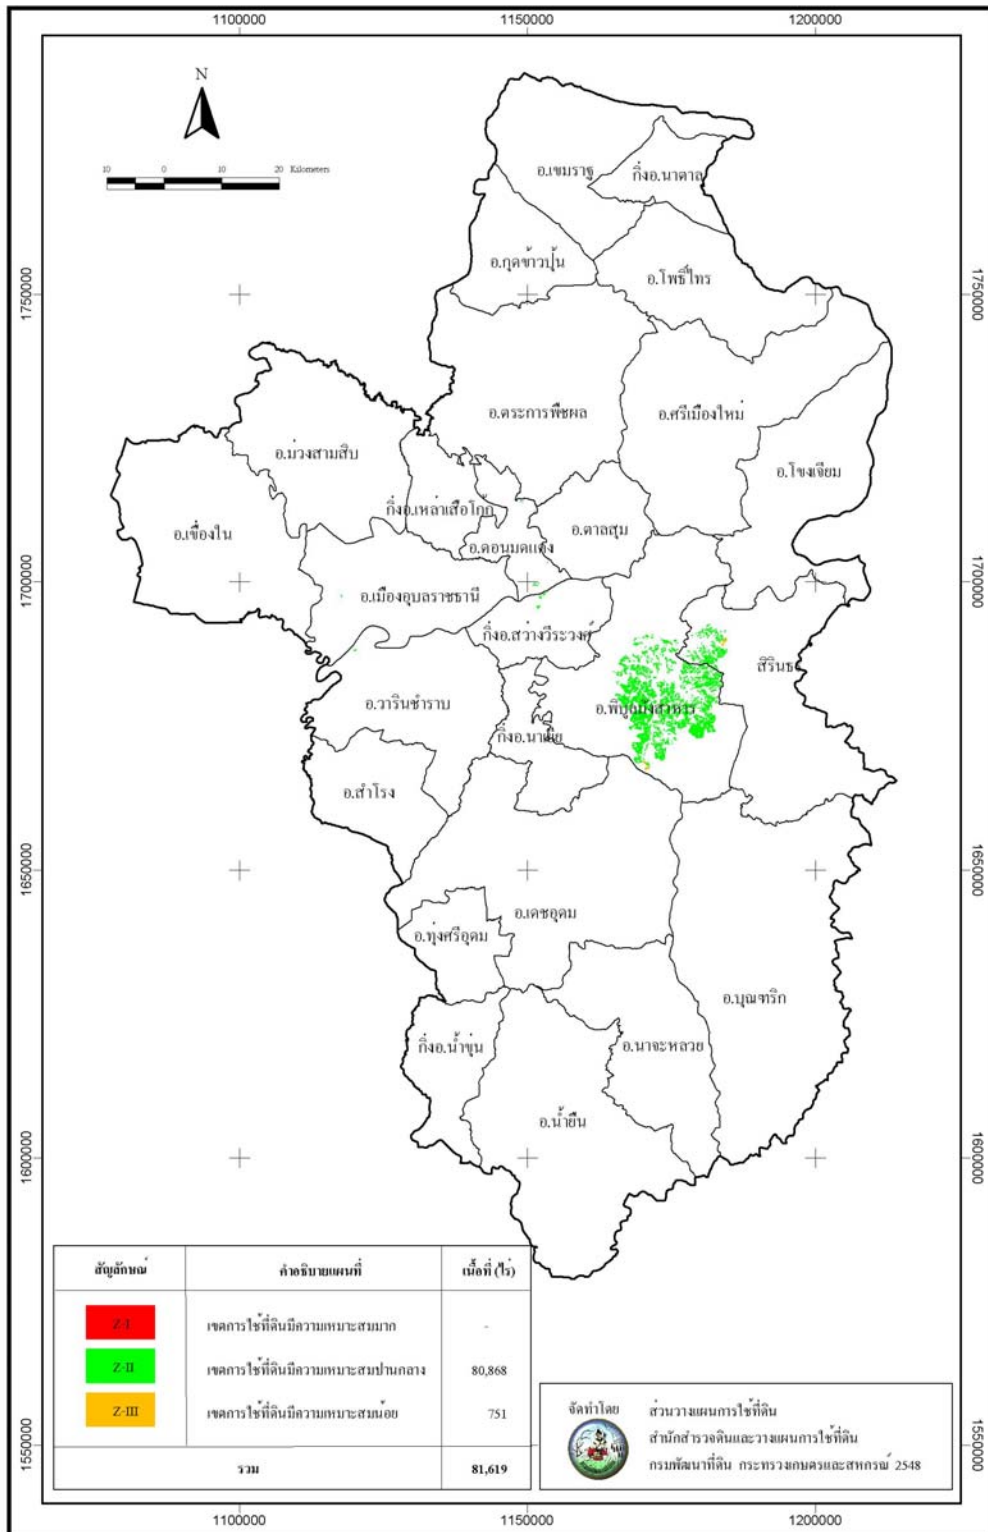 1100000 1150000 1200000
N
10 0 10 20 Kilometers
อ.เขมราฐ
กิ่งอ.นาตาล
อ.กุดข้าวปุ้น
อ.โพธิ์ไทร
1750000 1750000
อ.ตระการพืชผล
อ.ศรีเมืองใหม่
อ.ม่วงสามสิบ
อ.โขงเจียม
กิ่งอ.เหล่าเสือโก้ก
อ.เขื่องใน
อ.ตาลสุม
อ.ดอนมดแดง
1700000 1700000
อ.เมืองอุบลราชธานี
กิ่งอ.สว่างวีระวงศ์
สิรินธร
อ.วารินชำราบ
อ.พิบูลมังสาหาร
กิ่งอ.นาเยีย
อ.สำโรง
1650000 1650000
อ.เดชอุดม
อ.ทุ่งศรีอุดม
อ.บุณฑริก
กิ่งอ.น้ำขุ่น
อ.นาจะหลวย
อ.น้ำยืน
1600000 1600000
สัญลักษณ์ คำอธิบายแผนที่ เนื้อที่ (ไร่)
Z-I เขตการใช้ที่ดินมีความเหมาะสมมาก -
Z-II เขตการใช้ที่ดินมีความเหมาะสมปานกลาง 80,868
Z-III เขตการใช้ที่ดินมีความเหมาะสมน้อย 751
รวม 81,619
จัดทำโดย ส่วนวางแผนการใช้ที่ดิน
สำนักสำรวจดินและวางแผนการใช้ที่ดิน
กรมพัฒนาที่ดิน กระทรวงเกษตรและสหกรณ์ 2548
1550000 1550000
1100000 1150000 1200000